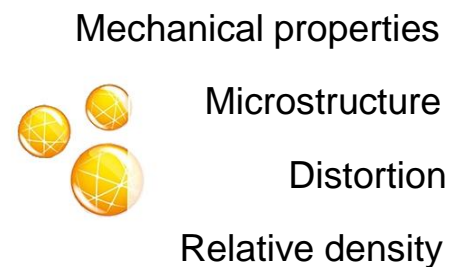 Mechanical properties
Microstructure
Distortion
Relative density